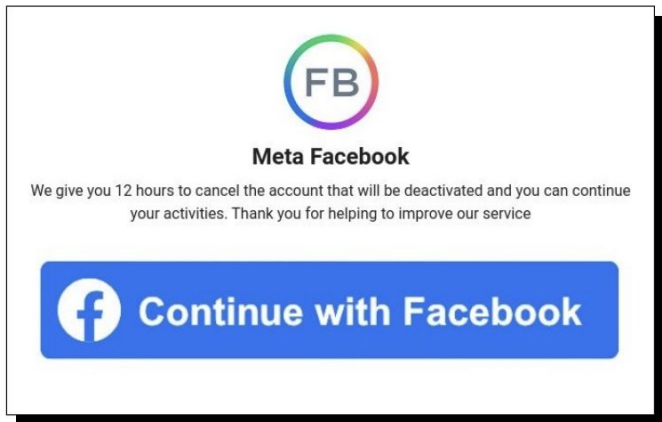 FB
Meta Facebook
We give you 12 hours to cancel the account that will be deactivated and you can continue
your activities. Thank you for helping to improve our service
Continue with Facebook